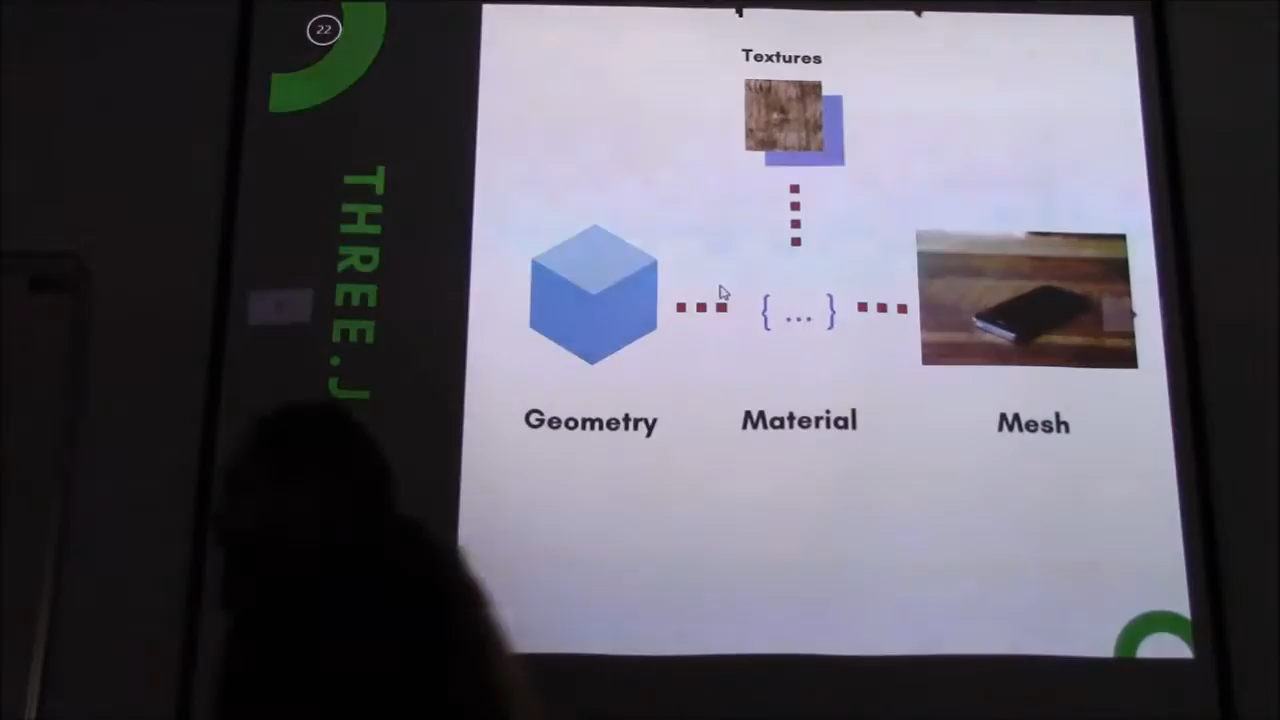 22
THREE.J
Textures
{ ... }
Geometry
Material
Mesh